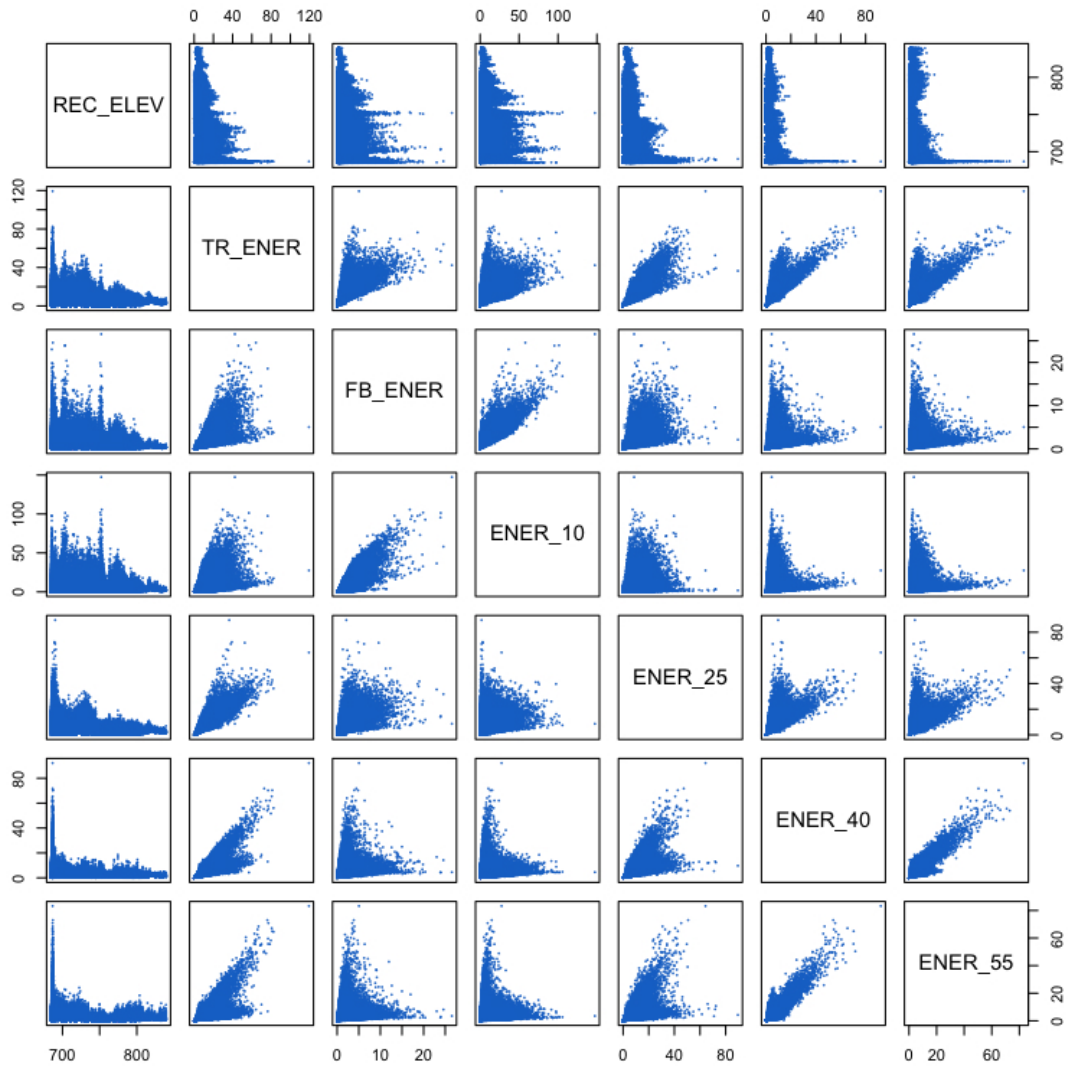 0 40 80 120 0 50 100 0 40 80
REC_ELEV 700 800
0 40 80 120 TR_ENER
FB_ENER 0 10 20
0 50 100 ENER_10
ENER_25 0 40 80
0 40 80 ENER_40
ENER_55 0 20 60
700 800 0 10 20 0 40 80 0 20 60